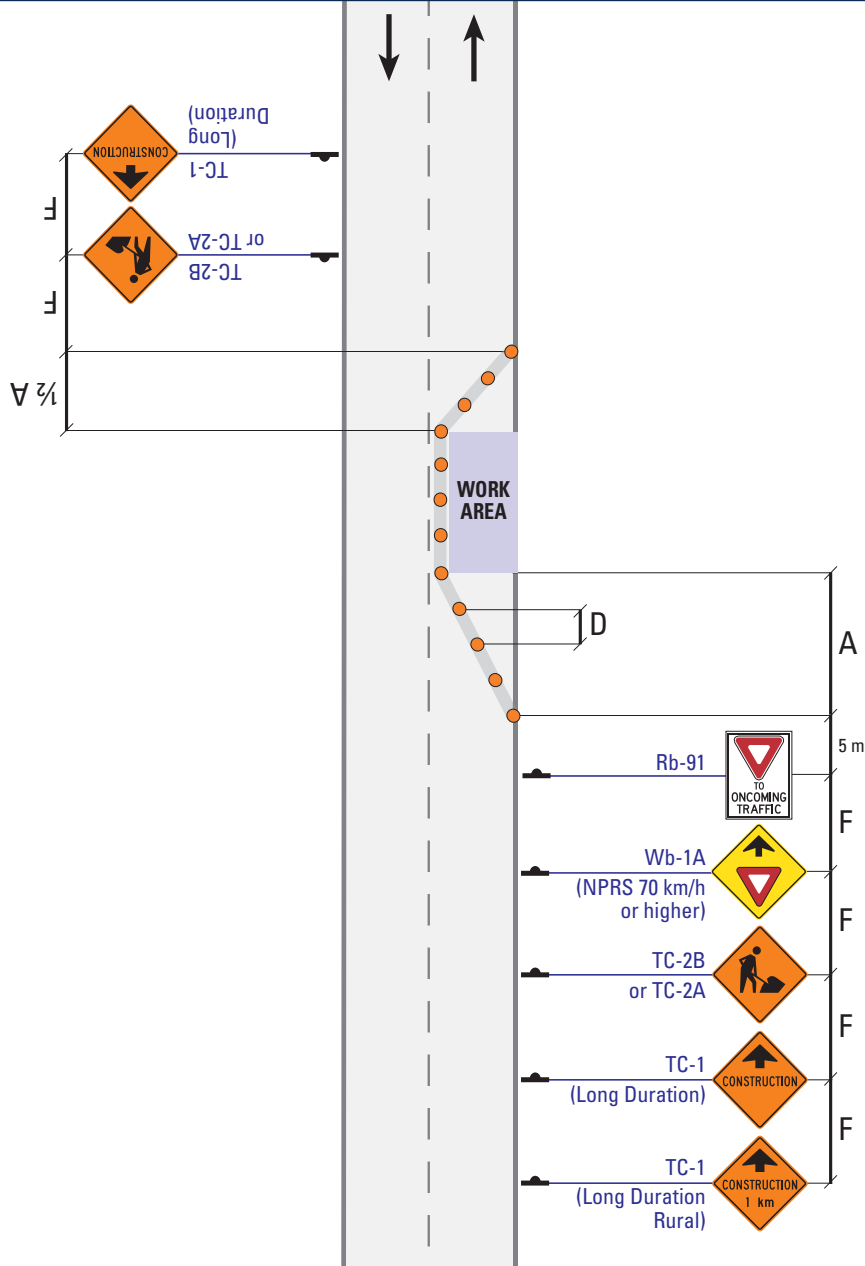 CONSTRUCTION
TC-1
(Long
Duration)
F
TC-2B
or TC-2A
F
½ A
WORK
AREA
D
A
5 m
Rb-91
TO
ONCOMING
TRAFFIC
F
Wb-1A
(NPRS 70 km/h
or higher)
F
TC-2B
or TC-2A
F
TC-1
(Long Duration)
CONSTRUCTION
F
TC-1
(Long Duration
Rural)
CONSTRUCTION
1 km